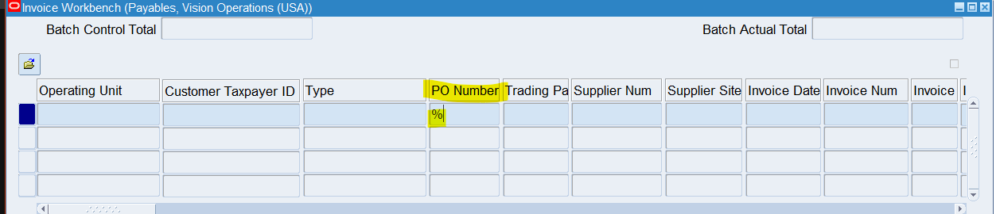 Invoice Workbench (Payables, Vision Operations (USA))
Batch Control Total Batch Actual Total
Operating Unit Customer Taxpayer ID Type PO Number Trading Pa Supplier Num Supplier Site Invoice Date Invoice Num Invoice I
%